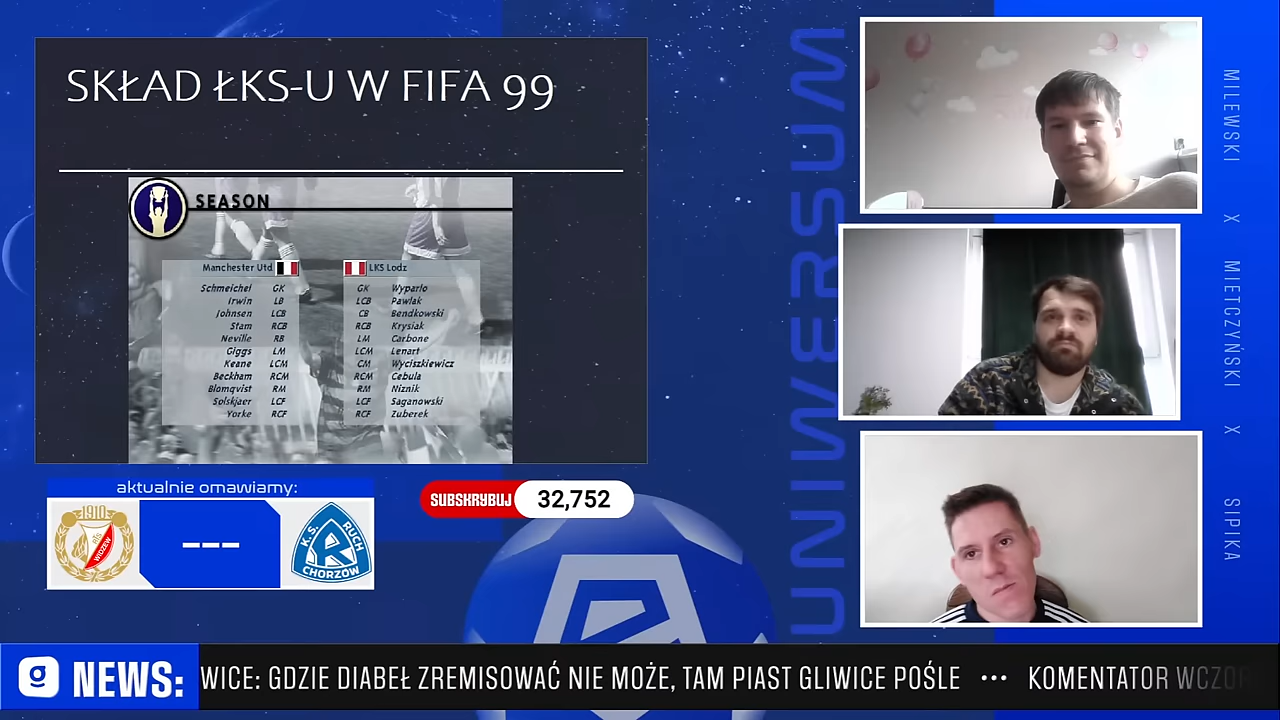 SKŁAD ŁKS-U W FIFA 99
SEASON
Manchester Utd
LKS Lodz
Schmeichel GK GK Wyparlo
Irwin LB LCB Pawlak
Johnsen LCB CB Bendkowski
Stam RCB RCB Krysiak
Neville RB LM Carbone
Giggs LM LCM Lenart
Keane LCM CM Wyciszkiewicz
Beckham RCM RCM Cebula
Blomqvist RM RM Niznik
Solskjaer LCF LCF Saganowski
Yorke RCF RCF Zuberek
aktualnie omawiamy:
1910
WIDZEW
---
K.S. RUCH
CHORZÓW
SUBSKRYBUJ 32,752
UNIWERSUM
MILEWSKI X MIETCZYŃSKI X SIPIKA
g NEWS: WICE: GDZIE DIABEŁ ZREMISOWAĆ NIE MOŻE, TAM PIAST GLIWICE POŚLE ••• KOMENTATOR WCZOR